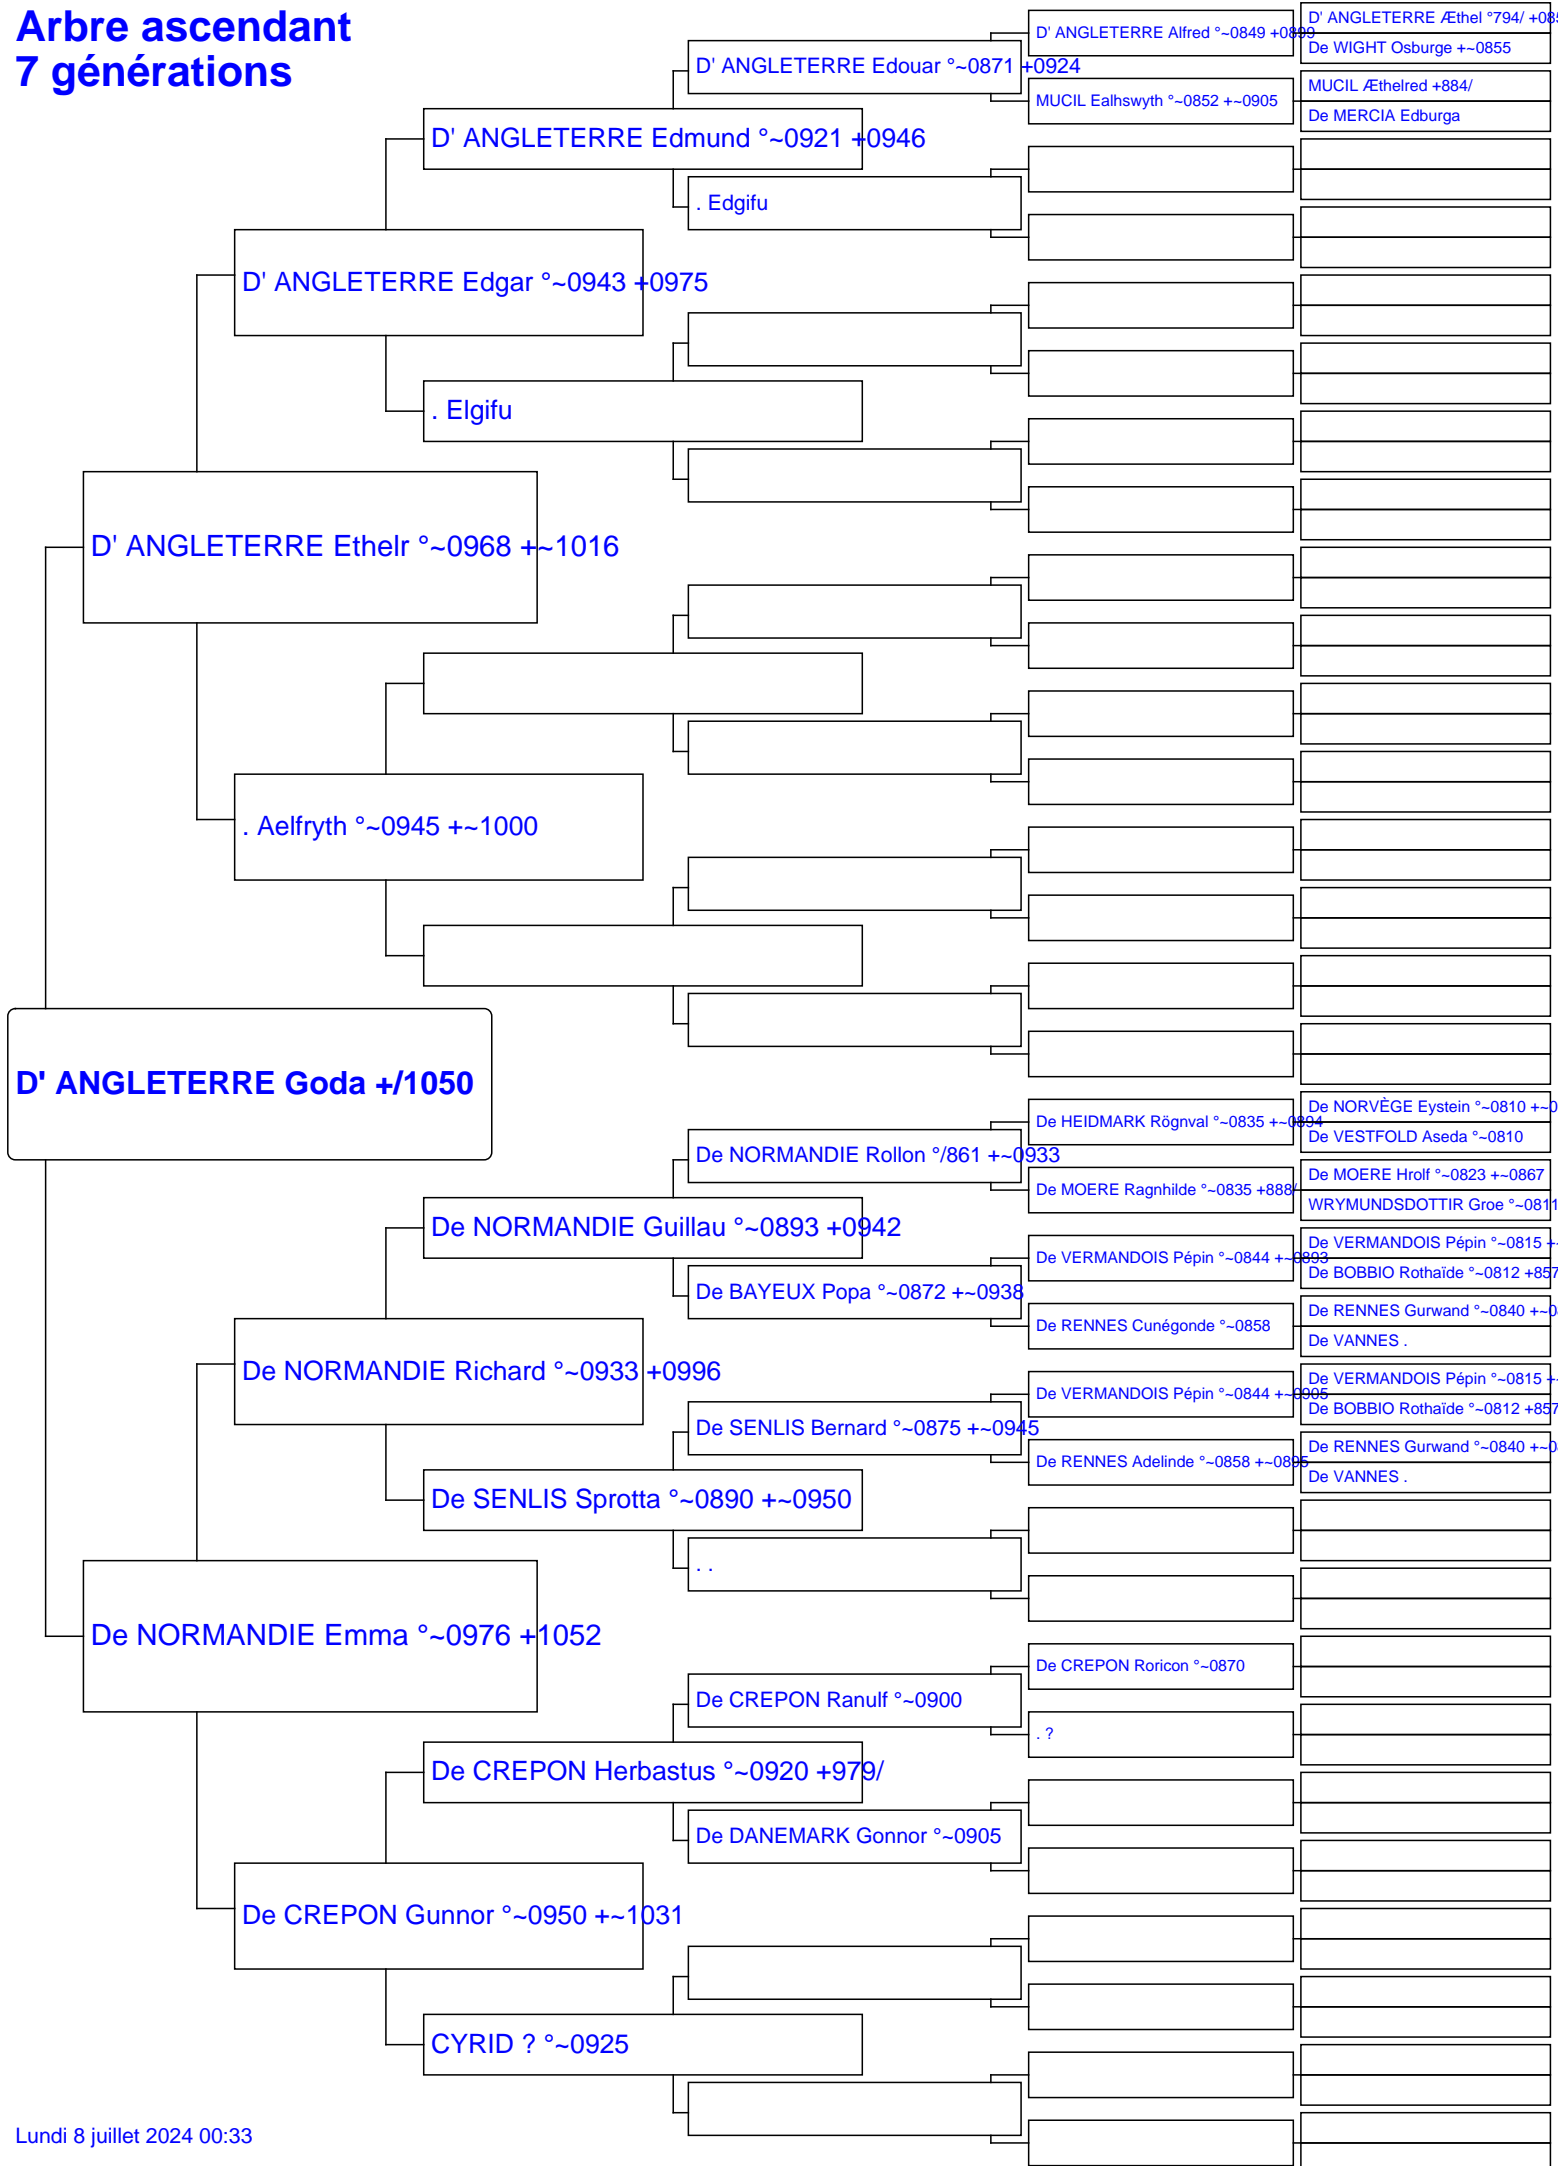 Arbre ascendant
7 générations
D' ANGLETERRE Goda +/1050
D' ANGLETERRE Ethelr °~0968 +~1016
De NORMANDIE Emma °~0976 +1052
D' ANGLETERRE Edgar °~0943 +0975
. Aelfryth °~0945 +~1000
De NORMANDIE Richard °~0933 +0996
De CREPON Gunnor °~0950 +~1031
D' ANGLETERRE Edmund °~0921 +0946
. Elgifu
De NORMANDIE Guillau °~0893 +0942
De SENLIS Sprotta °~0890 +~0950
De CREPON Herbastus °~0920 +979/
CYRID ? °~0925
D' ANGLETERRE Edouar °~0871 +0924
. Edgifu
De NORMANDIE Rollon °/861 +~0933
De BAYEUX Popa °~0872 +~0938
De SENLIS Bernard °~0875 +~0945
. .
De CREPON Ranulf °~0900
De DANEMARK Gonnor °~0905
D' ANGLETERRE Alfred °~0849 +0899
MUCIL Ealhswyth °~0852 +~0905
De HEIDMARK Rögnval °~0835 +~0894
De MOERE Ragnhilde °~0835 +888/
De VERMANDOIS Pépin °~0844 +~0893
De RENNES Cunégonde °~0858
De VERMANDOIS Pépin °~0844 +~0905
De RENNES Adelinde °~0858 +~0895
De CREPON Roricon °~0870
. ?
D' ANGLETERRE Æthel °794/ +085
De WIGHT Osburge +~0855
MUCIL Æthelred +884/
De MERCIA Edburga
De NORVÈGE Eystein °~0810 +~0
De VESTFOLD Aseda °~0810
De MOERE Hrolf °~0823 +~0867
WRYMUNDSDOTTIR Groe °~0811
De VERMANDOIS Pépin °~0815 +~
De BOBBIO Rothaïde °~0812 +857
De RENNES Gurwand °~0840 +~0
De VANNES .
De VERMANDOIS Pépin °~0815 +~
De BOBBIO Rothaïde °~0812 +857
De RENNES Gurwand °~0840 +~0
De VANNES .
Lundi 8 juillet 2024 00:33